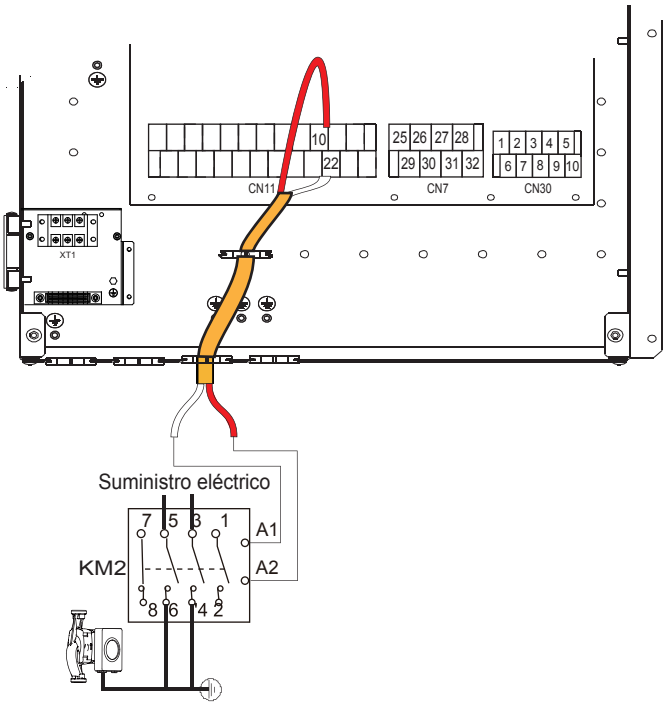 10
22
CN11
25 26 27 28
29 30 31 32
CN7
1 2 3 4 5
6 7 8 9 10
CN30
XT1
Suministro eléctrico
7 5 3 1
A1
A2
KM2
8 6 4 2